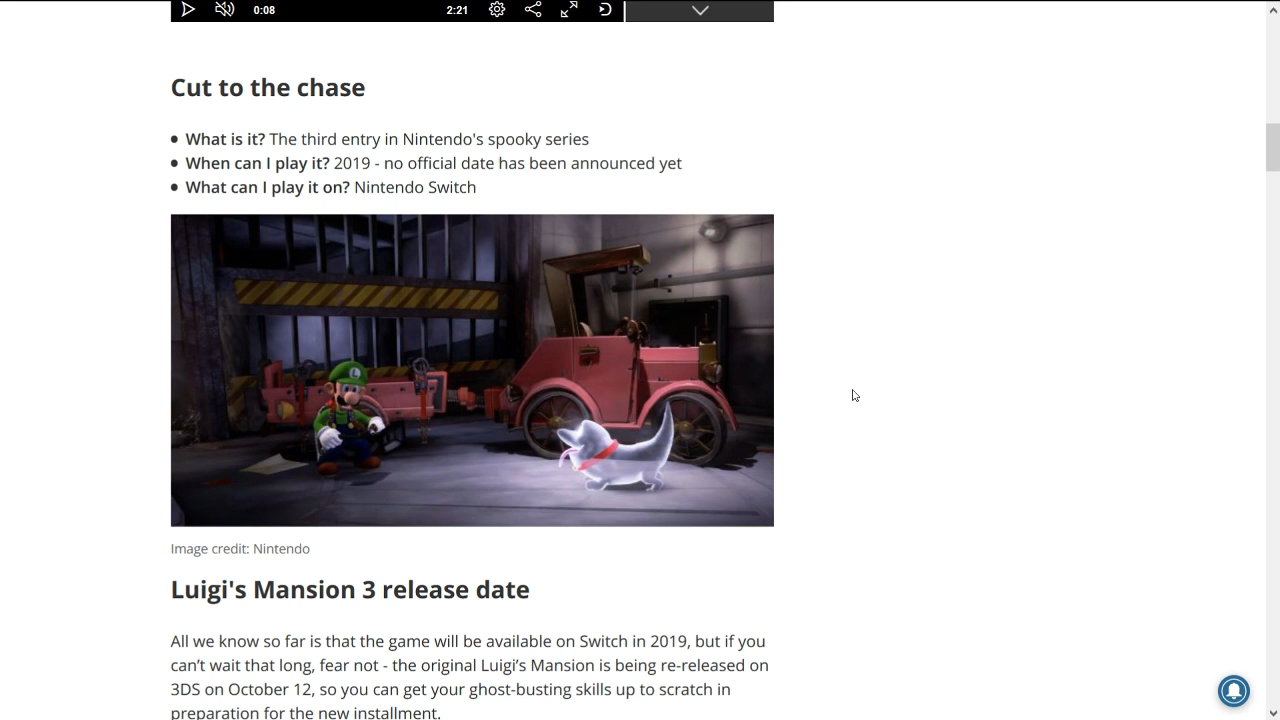 0:08 2:21
Cut to the chase
• What is it? The third entry in Nintendo's spooky series
• When can I play it? 2019 - no official date has been announced yet
• What can I play it on? Nintendo Switch
L
Image credit: Nintendo
Luigi's Mansion 3 release date
All we know so far is that the game will be available on Switch in 2019, but if you
can’t wait that long, fear not - the original Luigi’s Mansion is being re-released on
3DS on October 12, so you can get your ghost-busting skills up to scratch in
preparation for the new installment.